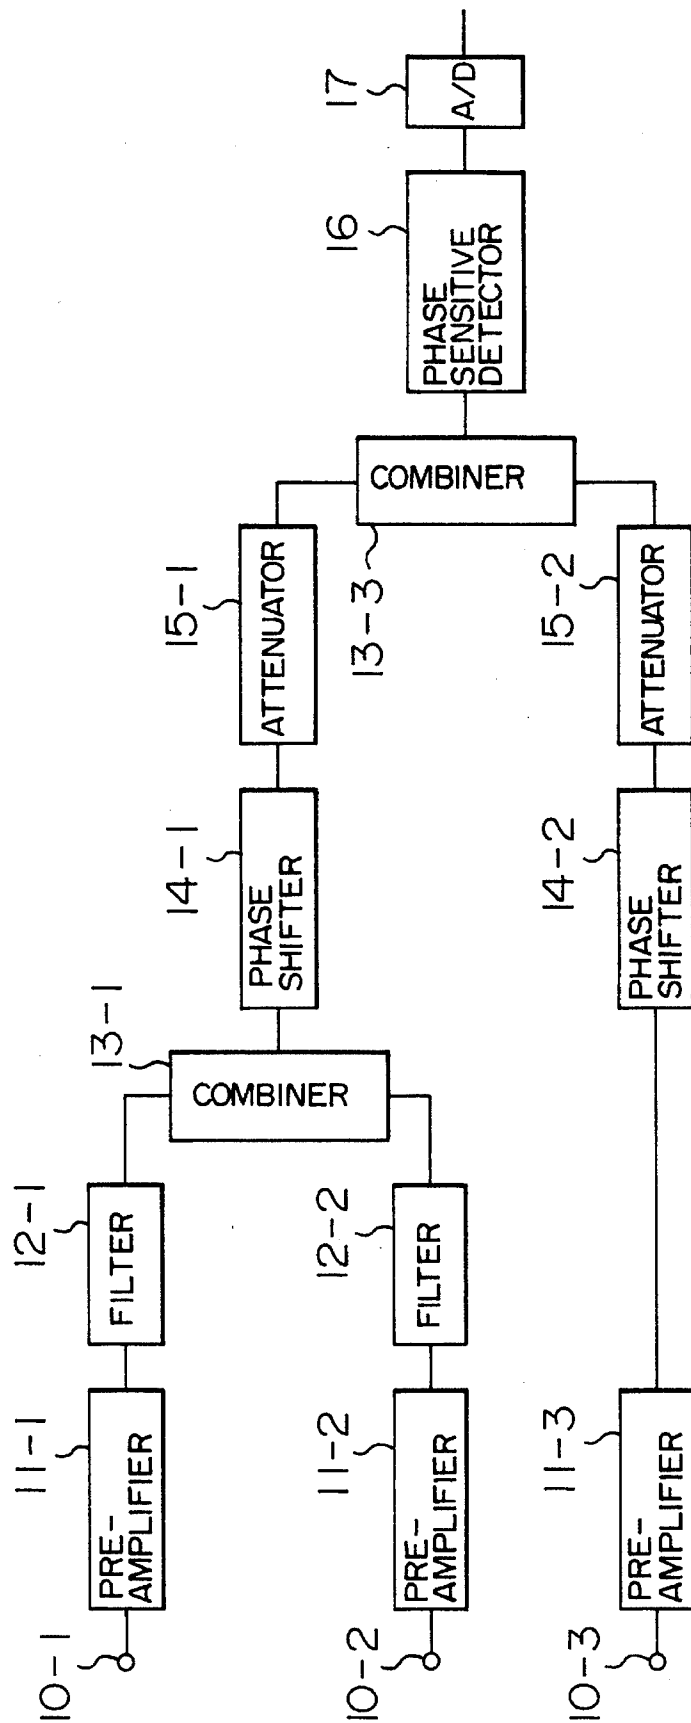 10-1
PRE-
AMPLIFIER
11-1
FILTER
12-1
10-2
PRE-
AMPLIFIER
11-2
FILTER
12-2
COMBINER
13-1
PHASE
SHIFTER
14-1
ATTENUATOR
15-1
10-3
PRE-
AMPLIFIER
11-3
PHASE
SHIFTER
14-2
ATTENUATOR
15-2
COMBINER
13-3
PHASE
SENSITIVE
DETECTOR
16
A/D
17